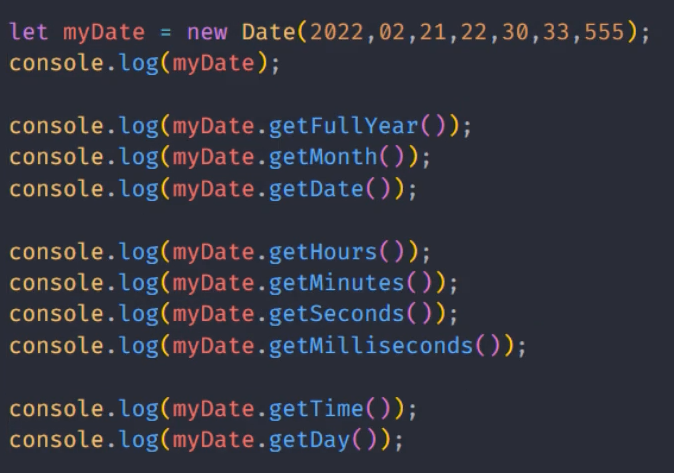 let myDate = new Date(2022,02,21,22,30,33,555);
console.log(myDate);
console.log(myDate.getFullYear());
console.log(myDate.getMonth());
console.log(myDate.getDate());
console.log(myDate.getHours());
console.log(myDate.getMinutes());
console.log(myDate.getSeconds());
console.log(myDate.getMilliseconds());
console.log(myDate.getTime());
console.log(myDate.getDay());